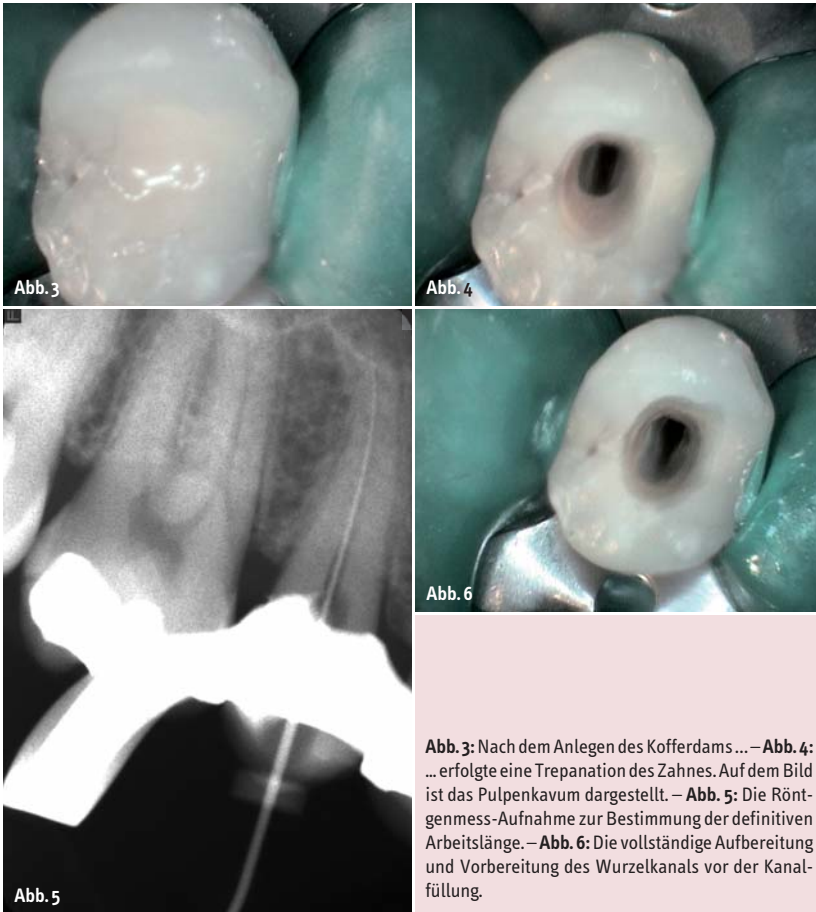 Abb. 3
Abb. 4
Abb. 5
Abb. 6
Abb. 3: Nach dem Anlegen des Kofferdams ... – Abb. 4:
... erfolgte eine Trepanation des Zahnes. Auf dem Bild
ist das Pulpenkavum dargestellt. – Abb. 5: Die Rönt-
genmess-Aufnahme zur Bestimmung der definitiven
Arbeitslänge. – Abb. 6: Die vollständige Aufbereitung
und Vorbereitung des Wurzelkanals vor der Kanal-
füllung.